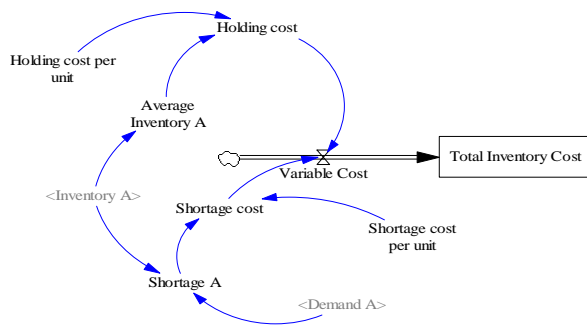 Holding cost
Holding cost per
unit
Average
Inventory A
Total Inventory Cost
Variable Cost
<Inventory A>
Shortage cost
Shortage cost
per unit
Shortage A
<Demand A>